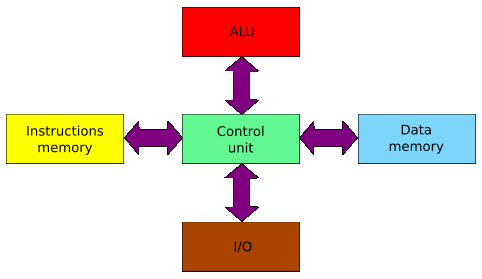 ALU
Instructions
memory
Control
unit
Data
memory
I/O